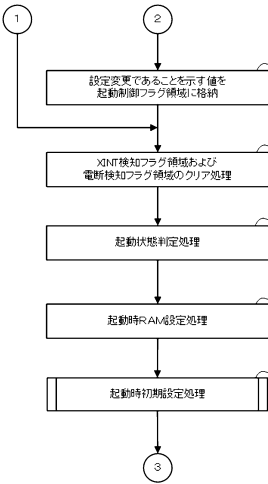 1
2
設定変更であることを示す値を
起動制御フラグ領域に格納
XINT検知フラグ領域および
電断検知フラグ領域のクリア処理
起動状態判定処理
起動時RAM設定処理
起動時初期設定処理
3